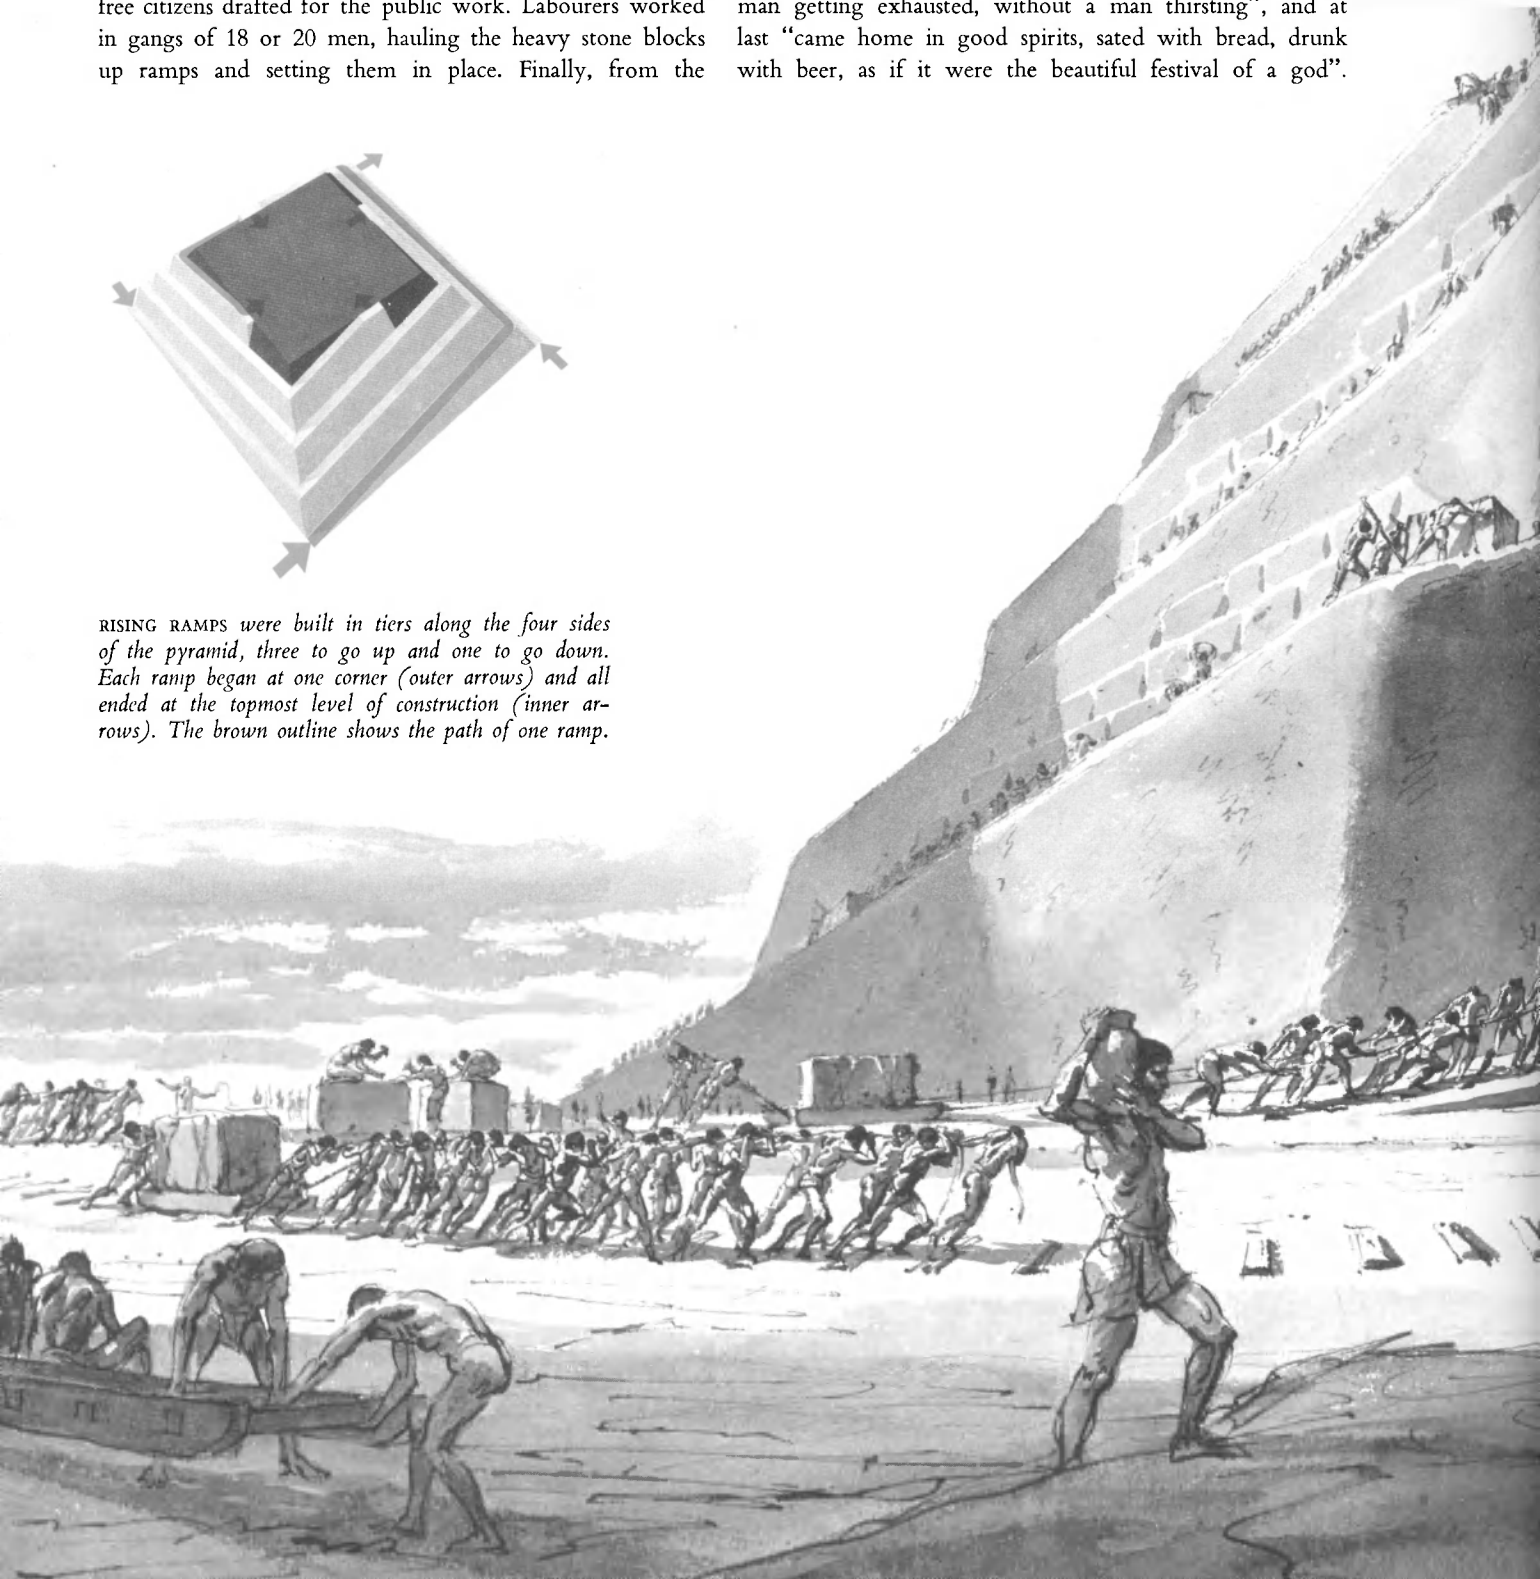 free citizens drafted for the public work. Labourers worked
in gangs of 18 or 20 men, hauling the heavy stone blocks
up ramps and setting them in place. Finally, from the
man getting exhausted, without a man thirsting”, and at
last “came home in good spirits, sated with bread, drunk
with beer, as if it were the beautiful festival of a god”.
RISING RAMPS were built in tiers along the four sides
of the pyramid, three to go up and one to go down.
Each ramp began at one corner (outer arrows) and all
ended at the topmost level of construction (inner ar-
rows). The brown outline shows the path of one ramp.